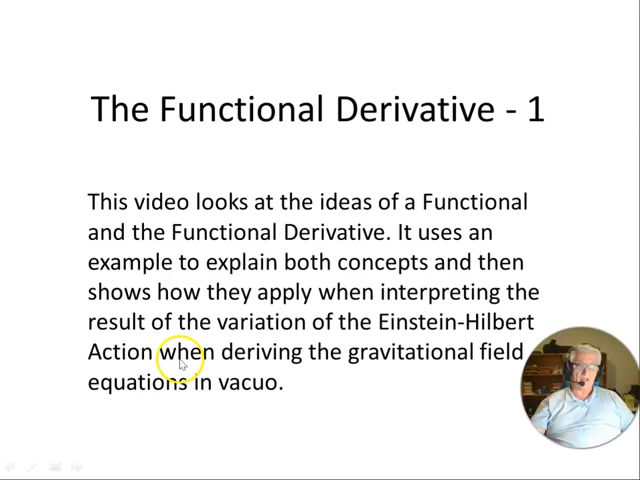 The Functional Derivative - 1
This video looks at the ideas of a Functional
and the Functional Derivative. It uses an
example to explain both concepts and then
shows how they apply when interpreting the
result of the variation of the Einstein-Hilbert
Action when deriving the gravitational field
equations in vacuo.